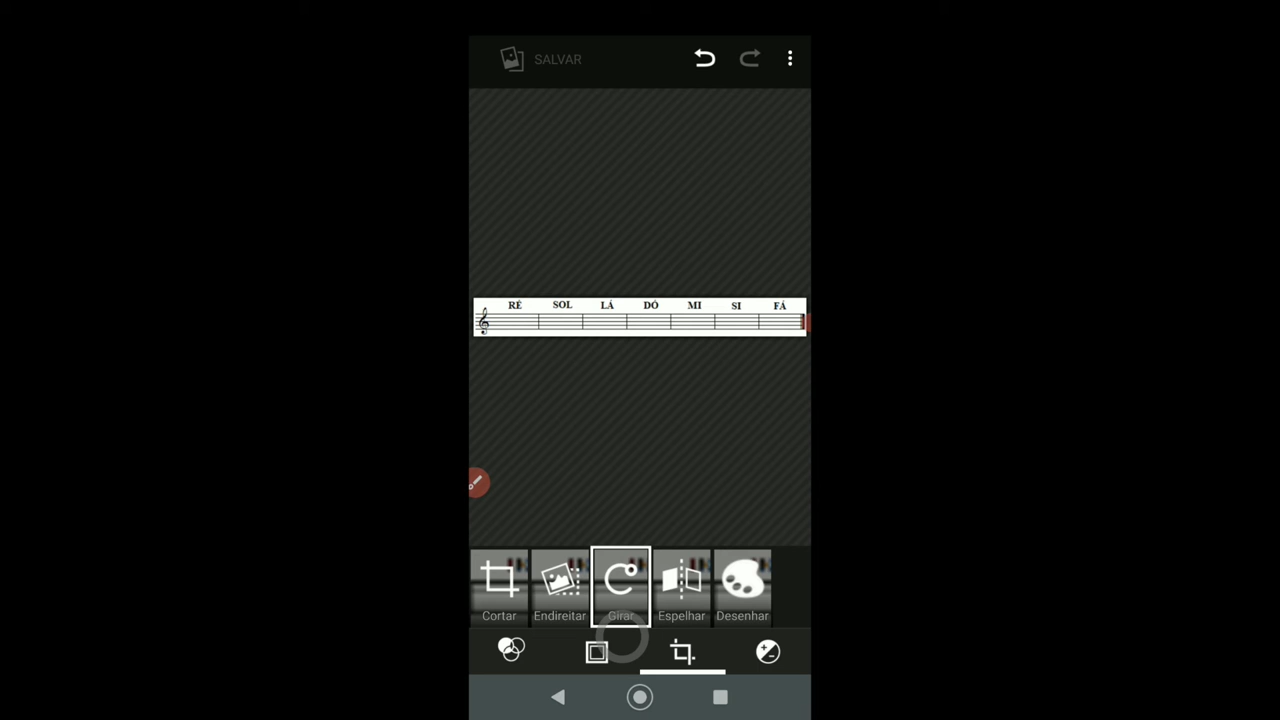 SALVAR
RÉ SOL LÁ DÓ MI SI FÁ
Cortar Endireitar Girar Espelhar Desenhar